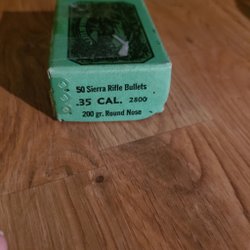 50 Sierra Rifle Bullets
.35 CAL. 2800
200 gr. Round Nose